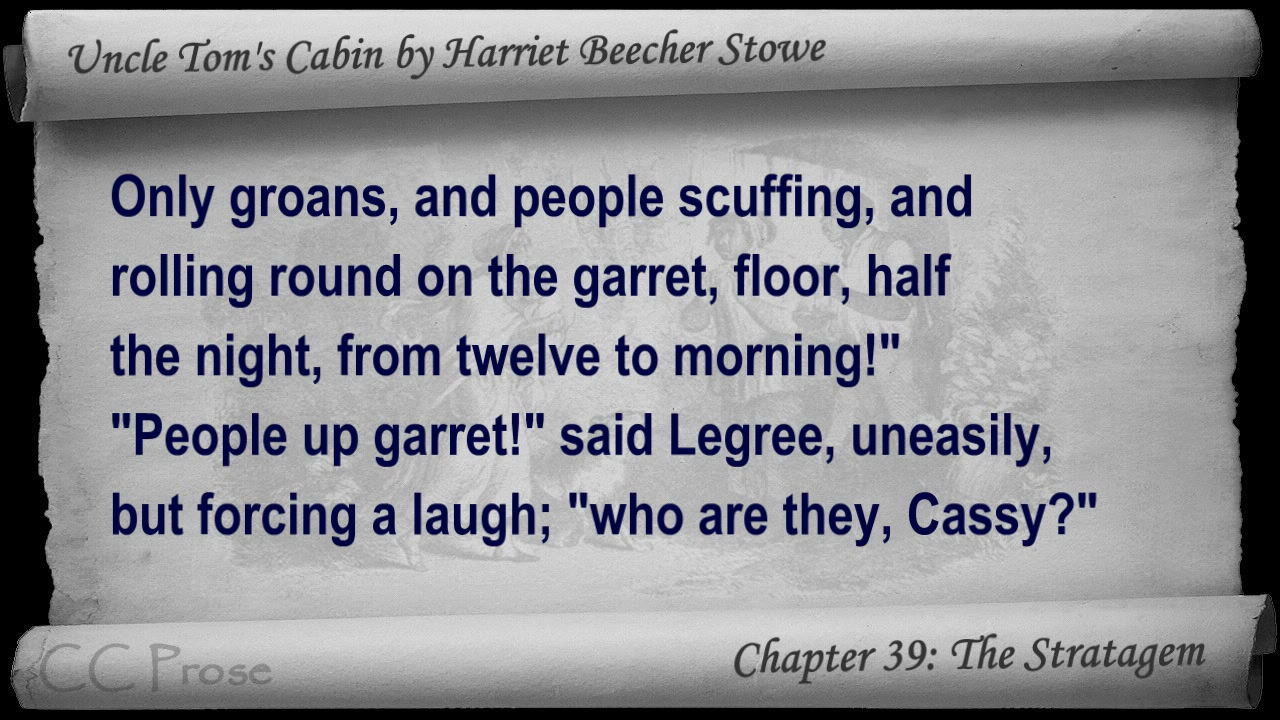 Uncle Tom's Cabin by Harriet Beecher Stowe
Only groans, and people scuffing, and
rolling round on the garret, floor, half
the night, from twelve to morning!"
"People up garret!" said Legree, uneasily,
but forcing a laugh; "who are they, Cassy?"
CC Prose
Chapter 39: The Stratagem